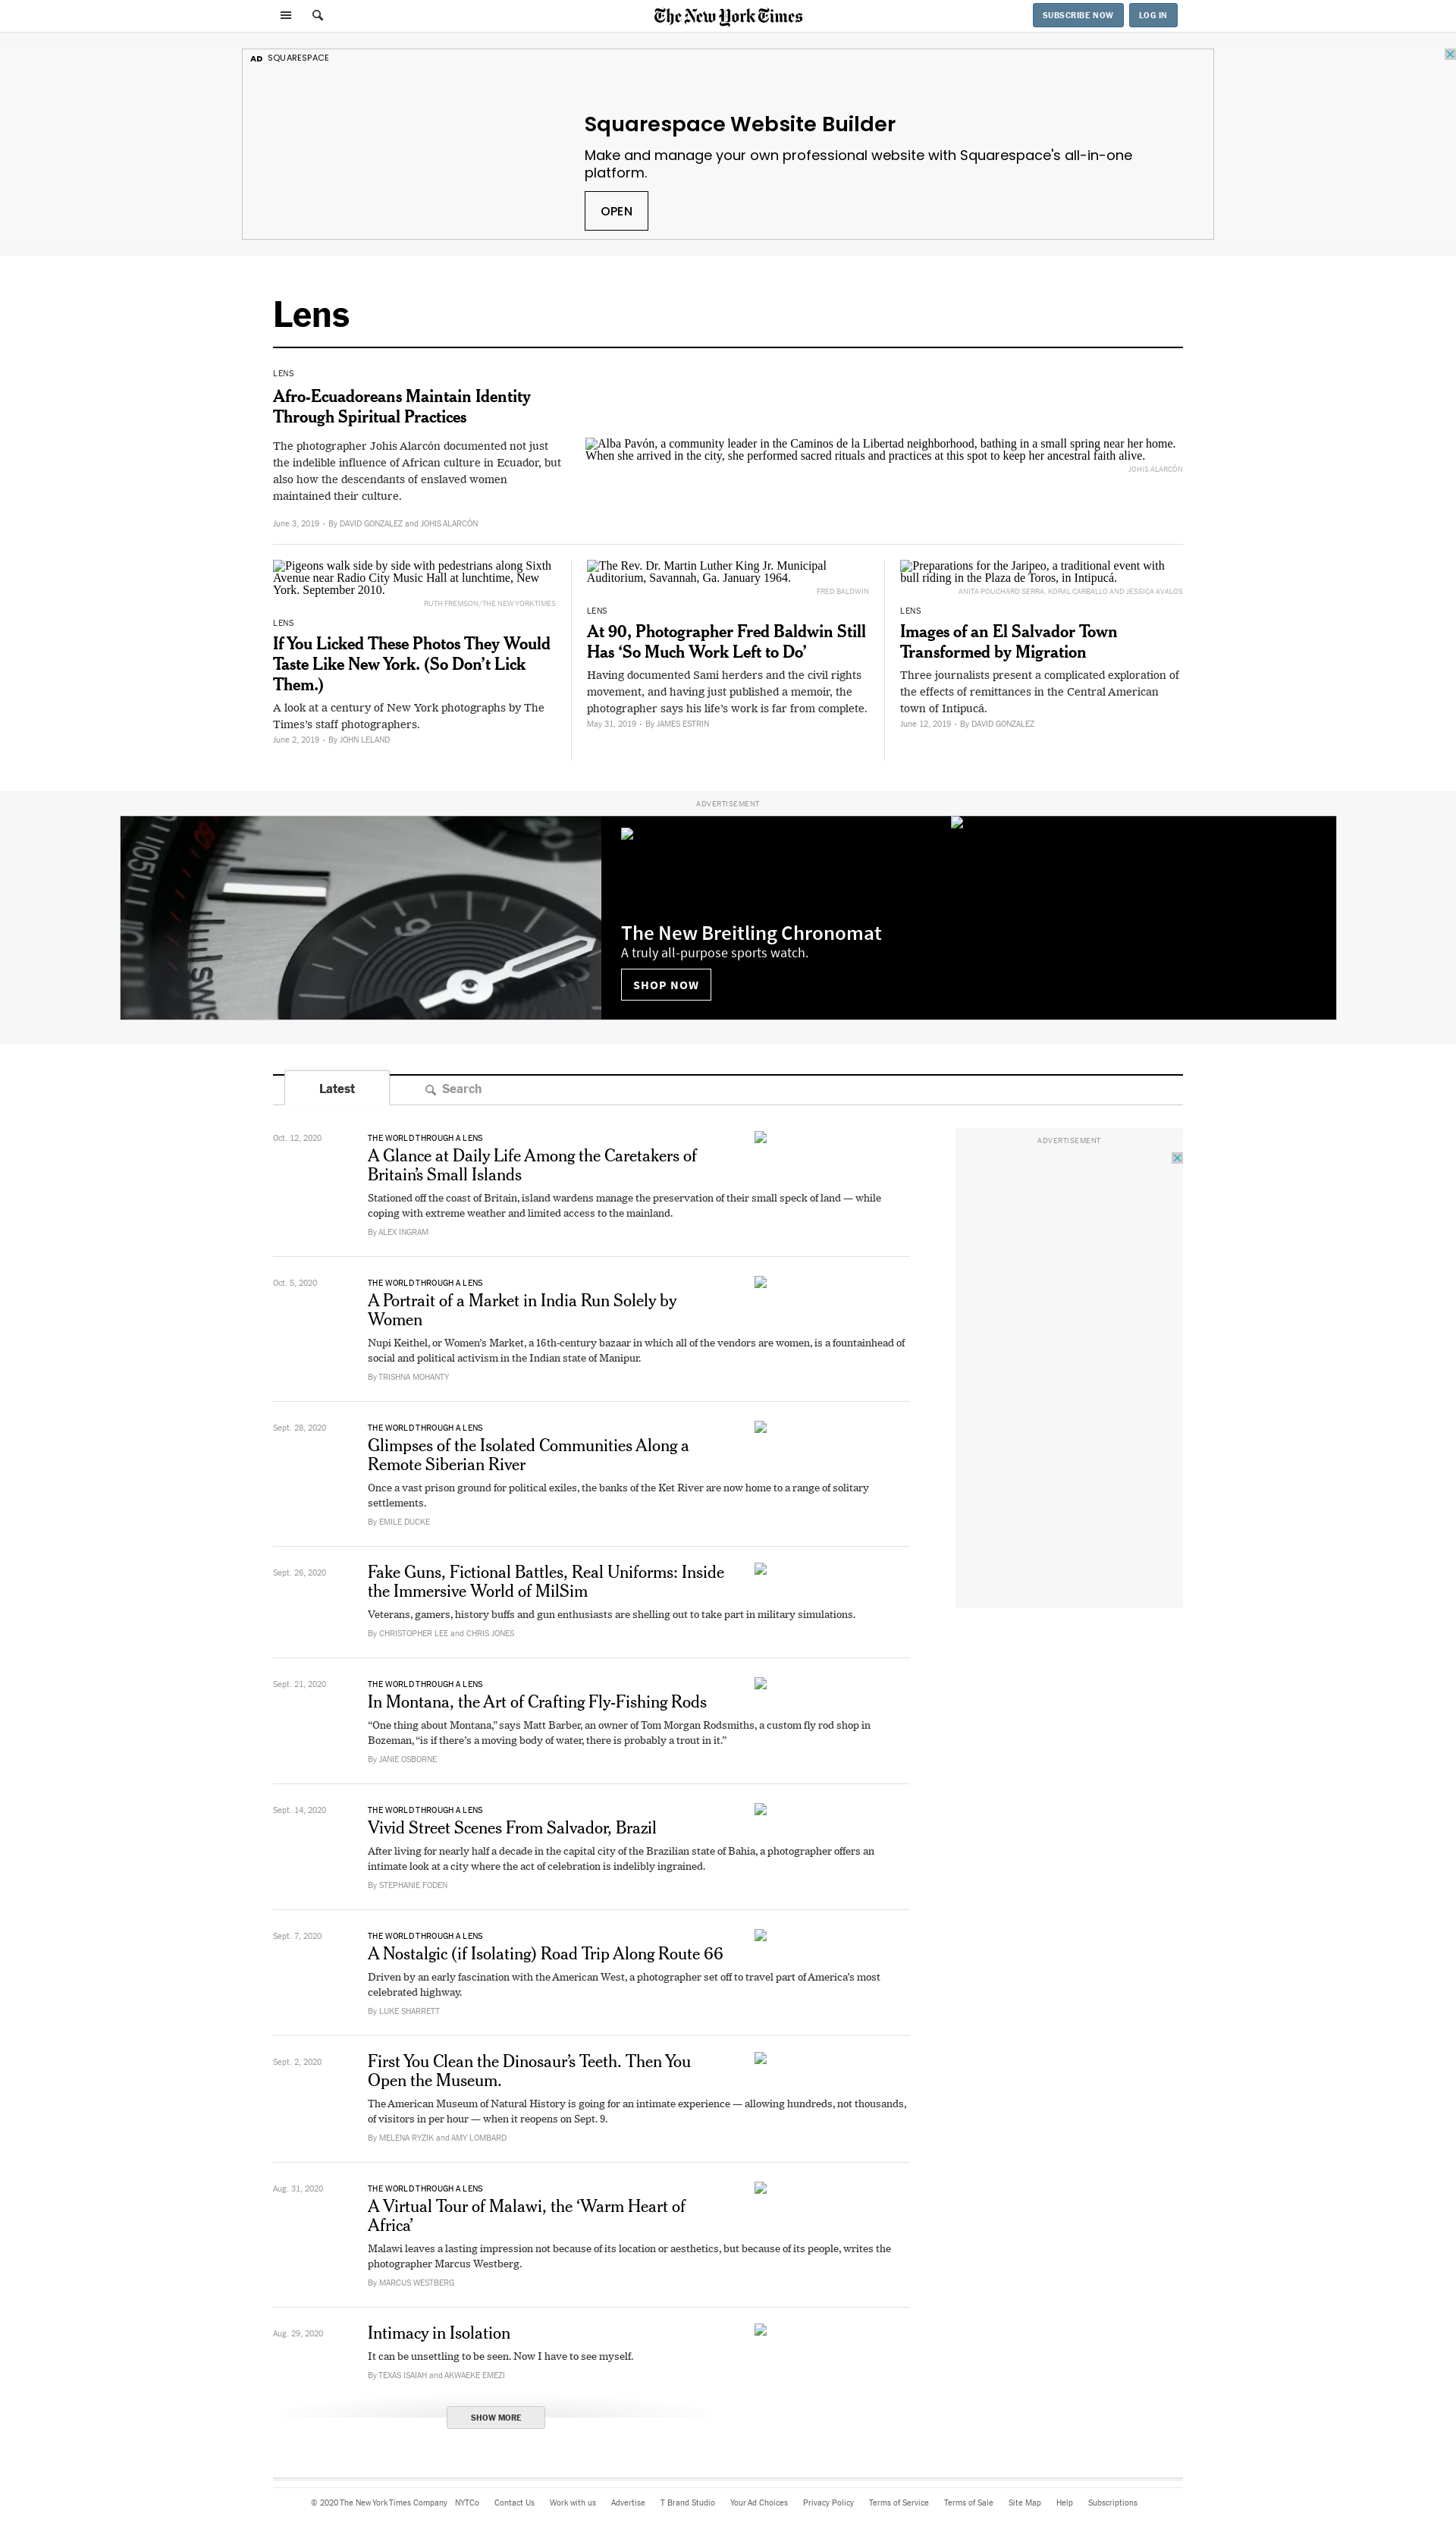 The New York Times
SUBSCRIBE NOW
LOG IN
AD SQUARESPACE
Squarespace Website Builder
Make and manage your own professional website with Squarespace's all-in-one
platform.
OPEN
Lens
LENS
Afro-Ecuadoreans Maintain Identity
Through Spiritual Practices
The photographer Johis Alarcón documented not just
the indelible influence of African culture in Ecuador, but
also how the descendants of enslaved women
maintained their culture.
June 3, 2019 • By DAVID GONZALEZ and JOHIS ALARCÓN
Alba Pavón, a community leader in the Caminos de la Libertad neighborhood, bathing in a small spring near her home.
When she arrived in the city, she performed sacred rituals and practices at this spot to keep her ancestral faith alive.
JOHIS ALARCÓN
Pigeons walk side by side with pedestrians along Sixth
Avenue near Radio City Music Hall at lunchtime, New
York. September 2010.
RUTH FREMSON/THE NEW YORK TIMES
LENS
If You Licked These Photos They Would
Taste Like New York. (So Don’t Lick
Them.)
A look at a century of New York photographs by The
Times’s staff photographers.
June 2, 2019 • By JOHN LELAND
The Rev. Dr. Martin Luther King Jr. Municipal
Auditorium, Savannah, Ga. January 1964.
FRED BALDWIN
LENS
At 90, Photographer Fred Baldwin Still
Has ‘So Much Work Left to Do’
Having documented Sami herders and the civil rights
movement, and having just published a memoir, the
photographer says his life’s work is far from complete.
May 31, 2019 • By JAMES ESTRIN
Preparations for the Jaripeo, a traditional event with
bull riding in the Plaza de Toros, in Intipucá.
ANITA POUCHARD SERRA, KORAL CARBALLO AND JESSICA AVALOS
LENS
Images of an El Salvador Town
Transformed by Migration
Three journalists present a complicated exploration of
the effects of remittances in the Central American
town of Intipucá.
June 12, 2019 • By DAVID GONZALEZ
ADVERTISEMENT
The New Breitling Chronomat
A truly all-purpose sports watch.
SHOP NOW
Latest
Search
ADVERTISEMENT
Oct. 12, 2020
THE WORLD THROUGH A LENS
A Glance at Daily Life Among the Caretakers of
Britain’s Small Islands
Stationed off the coast of Britain, island wardens manage the preservation of their small speck of land — while
coping with extreme weather and limited access to the mainland.
By ALEX INGRAM
Oct. 5, 2020
THE WORLD THROUGH A LENS
A Portrait of a Market in India Run Solely by
Women
Nupi Keithel, or Women’s Market, a 16th-century bazaar in which all of the vendors are women, is a fountainhead of
social and political activism in the Indian state of Manipur.
By TRISHNA MOHANTY
Sept. 28, 2020
THE WORLD THROUGH A LENS
Glimpses of the Isolated Communities Along a
Remote Siberian River
Once a vast prison ground for political exiles, the banks of the Ket River are now home to a range of solitary
settlements.
By EMILE DUCKE
Sept. 26, 2020
Fake Guns, Fictional Battles, Real Uniforms: Inside
the Immersive World of MilSim
Veterans, gamers, history buffs and gun enthusiasts are shelling out to take part in military simulations.
By CHRISTOPHER LEE and CHRIS JONES
Sept. 21, 2020
THE WORLD THROUGH A LENS
In Montana, the Art of Crafting Fly-Fishing Rods
“One thing about Montana,” says Matt Barber, an owner of Tom Morgan Rodsmiths, a custom fly rod shop in
Bozeman, “is if there’s a moving body of water, there is probably a trout in it.”
By JANIE OSBORNE
Sept. 14, 2020
THE WORLD THROUGH A LENS
Vivid Street Scenes From Salvador, Brazil
After living for nearly half a decade in the capital city of the Brazilian state of Bahia, a photographer offers an
intimate look at a city where the act of celebration is indelibly ingrained.
By STEPHANIE FODEN
Sept. 7, 2020
THE WORLD THROUGH A LENS
A Nostalgic (if Isolating) Road Trip Along Route 66
Driven by an early fascination with the American West, a photographer set off to travel part of America’s most
celebrated highway.
By LUKE SHARRETT
Sept. 2, 2020
First You Clean the Dinosaur’s Teeth. Then You
Open the Museum.
The American Museum of Natural History is going for an intimate experience — allowing hundreds, not thousands,
of visitors in per hour — when it reopens on Sept. 9.
By MELENA RYZIK and AMY LOMBARD
Aug. 31, 2020
THE WORLD THROUGH A LENS
A Virtual Tour of Malawi, the ‘Warm Heart of
Africa’
Malawi leaves a lasting impression not because of its location or aesthetics, but because of its people, writes the
photographer Marcus Westberg.
By MARCUS WESTBERG
Aug. 29, 2020
Intimacy in Isolation
It can be unsettling to be seen. Now I have to see myself.
By TEXAS ISAIAH and AKWAEKE EMEZI
SHOW MORE
© 2020 The New York Times Company NYTCo Contact Us Work with us Advertise T Brand Studio Your Ad Choices Privacy Policy Terms of Service Terms of Sale Site Map Help Subscriptions